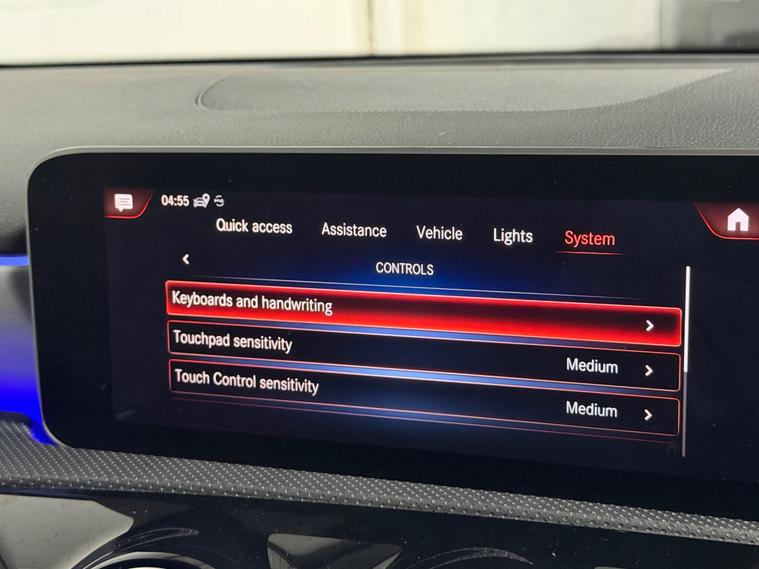 04:55
Quick access Assistance Vehicle Lights System
CONTROLS
Keyboards and handwriting
Touchpad sensitivity Medium
Touch Control sensitivity Medium